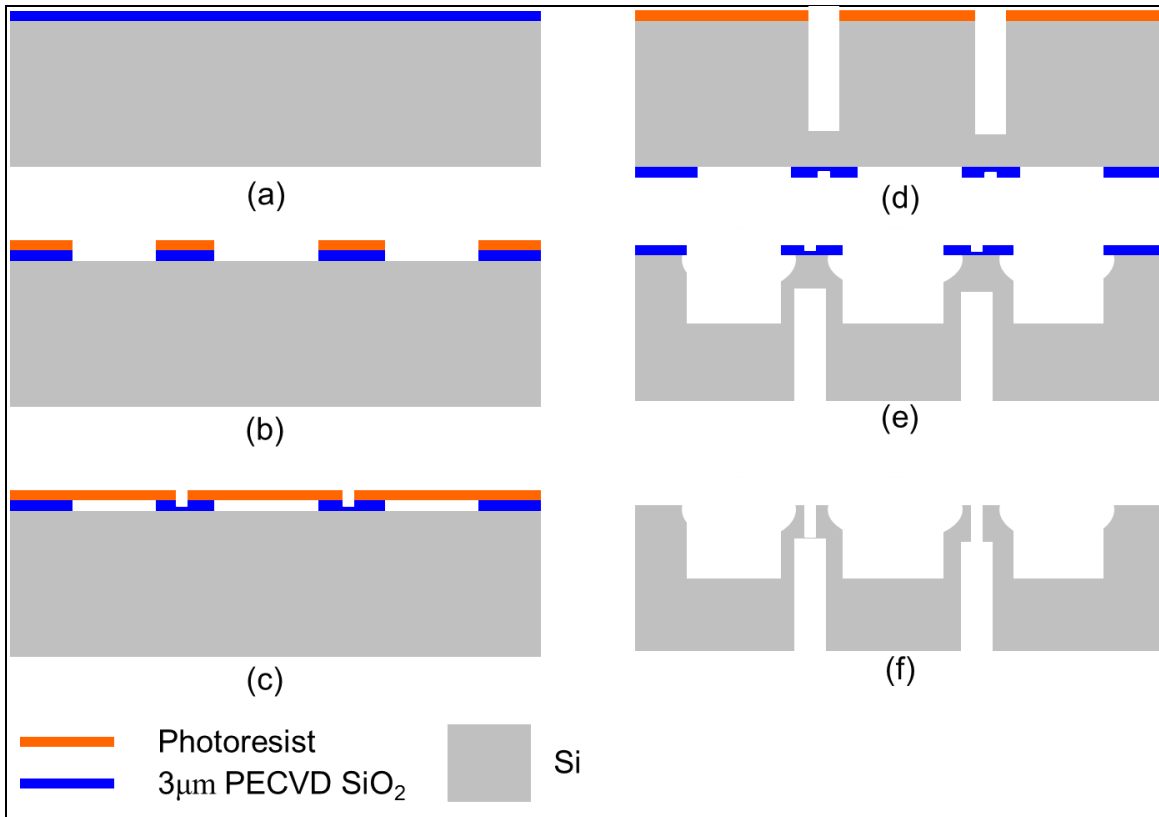 (a)
(b)
(c)
(d)
(e)
(f)
Photoresist
3μm PECVD SiO₂
Si